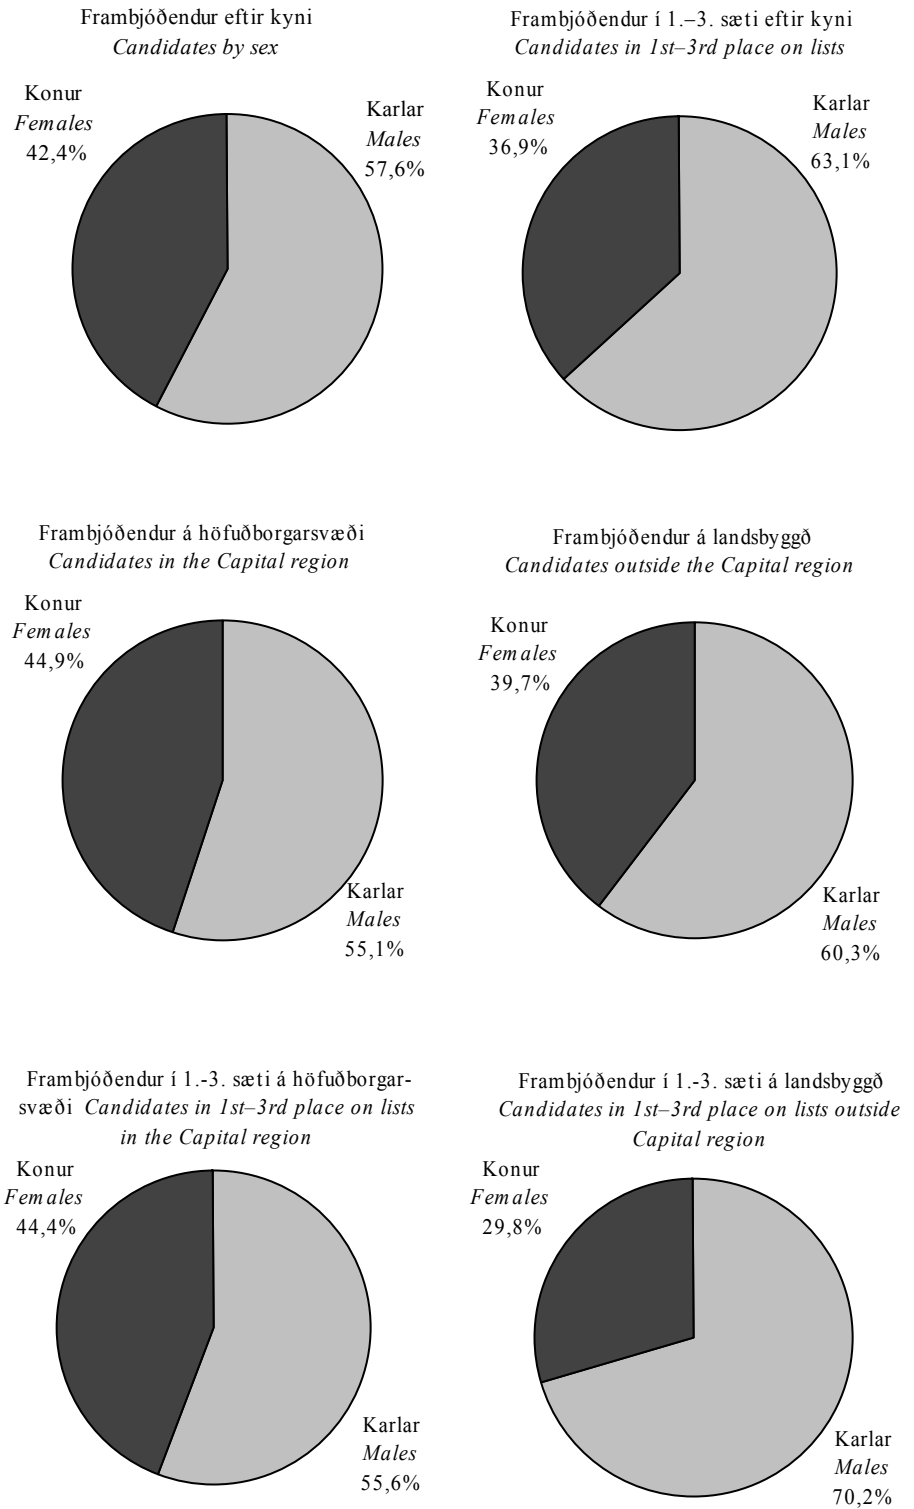 Frambjóðendur eftir kyni
Candidates by sex
Konur
Females
42,4%
Karlar
Males
57,6%
Frambjóðendur í 1.–3. sæti eftir kyni
Candidates in 1st–3rd place on lists
Konur
Females
36,9%
Karlar
Males
63,1%
Frambjóðendur á höfuðborgarsvæði
Candidates in the Capital region
Konur
Females
44,9%
Karlar
Males
55,1%
Frambjóðendur á landsbyggð
Candidates outside the Capital region
Konur
Females
39,7%
Karlar
Males
60,3%
Frambjóðendur í 1.-3. sæti á höfuðborgar-
svæði Candidates in 1st–3rd place on lists
in the Capital region
Konur
Females
44,4%
Karlar
Males
55,6%
Frambjóðendur í 1.-3. sæti á landsbyggð
Candidates in 1st–3rd place on lists outside
Capital region
Konur
Females
29,8%
Karlar
Males
70,2%